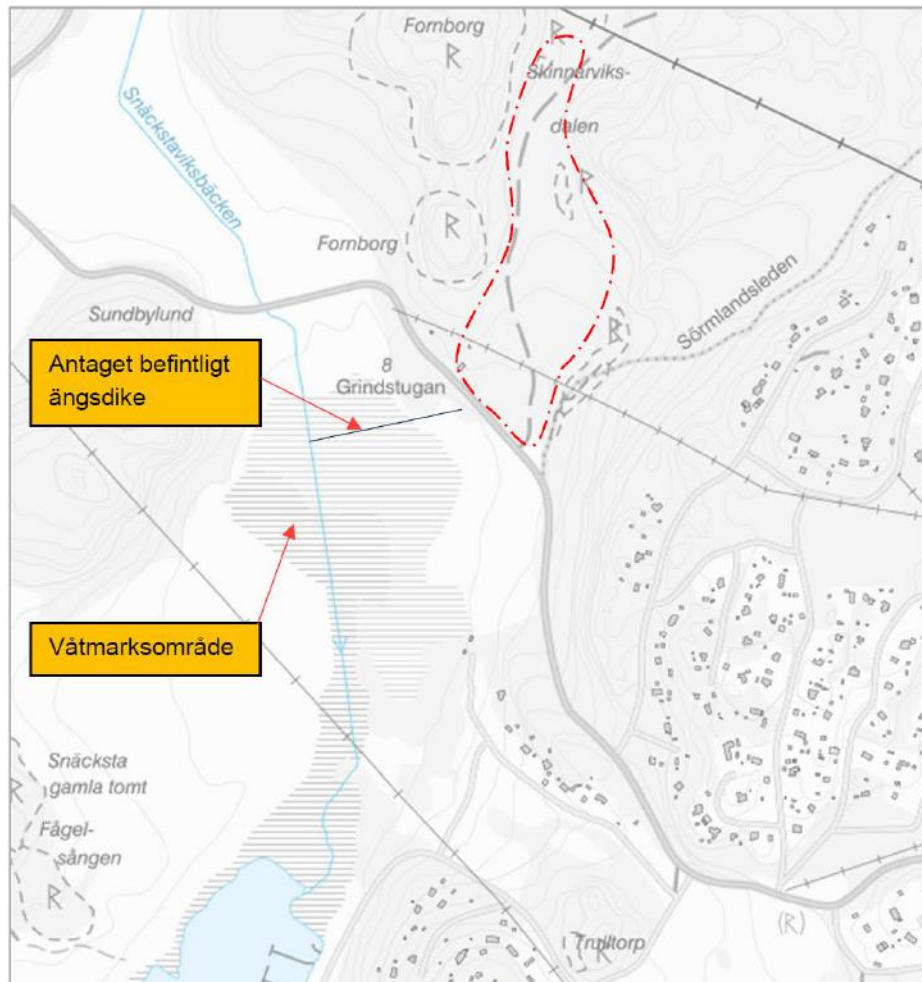 Fornborg
R
R
Skinnarviks-
dalen
Snäckstaviksbäcken
R
Fornborg
R
Sörmlandsleden
Sundbylund
R
8
Grindstugan
Antaget befintligt
ängsdike
Våtmarksområde
Snäcksta
gamla tomt
R
Fågel-
sången
R
Trulltorp
R
(R)